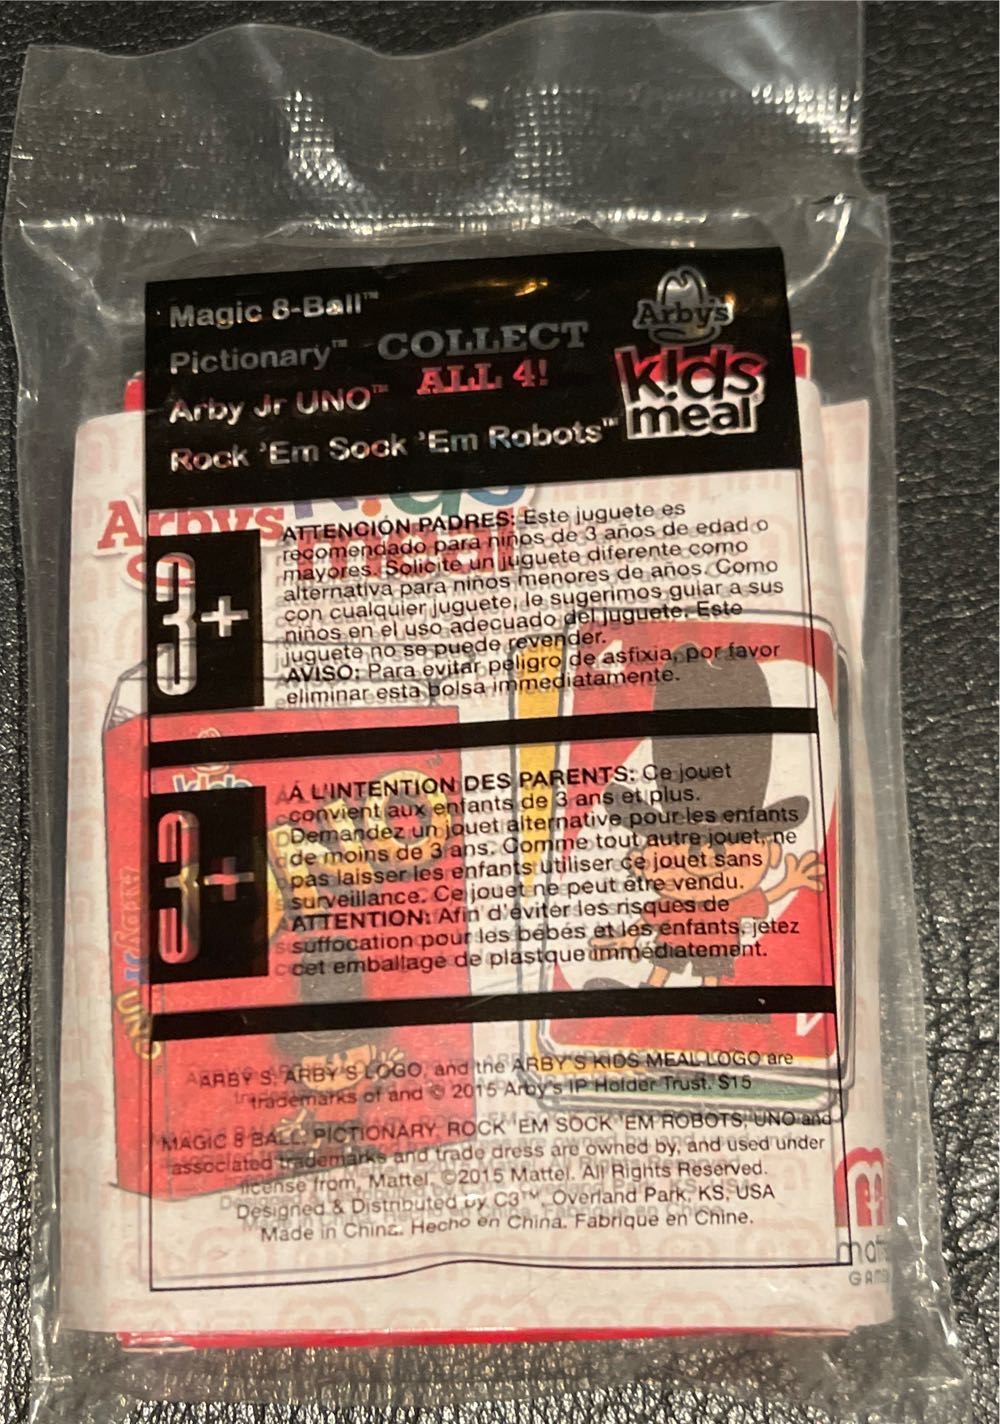 Magic 8-Ball™
Pictionary™
Arby Jr UNO™
Rock 'Em Sock 'Em Robots™
COLLECT
ALL 4!
Arby's
k!ds
meal
Arby's
3+
ATTENCIÓN PADRES: Este juguete es
recomendado para niños de 3 años de edad o
mayores. Solicite un juguete diferente como
alternativa para niños menores de años. Como
con cualquier juguete, le sugerimos guiar a sus
niños en el uso adecuado del juguete. Este
juguete no se puede revender.
AVISO: Para evitar peligro de asfixia, por favor
eliminar esta bolsa immediatamente.
3+
Á L'INTENTION DES PARENTS: Ce jouet
convient aux enfants de 3 ans et plus.
Demandez un jouet alternative pour les enfants
de moins de 3 ans. Comme tout autre jouet, ne
pas laisser les enfants utiliser ce jouet sans
surveillance. Ce jouet ne peut être vendu.
ATTENTION: Afin d'éviter les risques de
suffocation pour les bébés et les enfants, jetez
cet emballage de plastque immédiatement.
ARBY'S, ARBY'S LOGO, and the ARBY'S KIDS MEAL LOGO are
trademarks of and © 2015 Arby's IP Holder Trust. S15
MAGIC 8 BALL, PICTIONARY, ROCK 'EM SOCK 'EM ROBOTS, UNO and
associated trademarks and trade dress are owned by, and used under
license from, Mattel. ©2015 Mattel. All Rights Reserved.
Designed & Distributed by C3™ Overland Park, KS, USA
Made in China. Hecho en China. Fabrique en Chine.